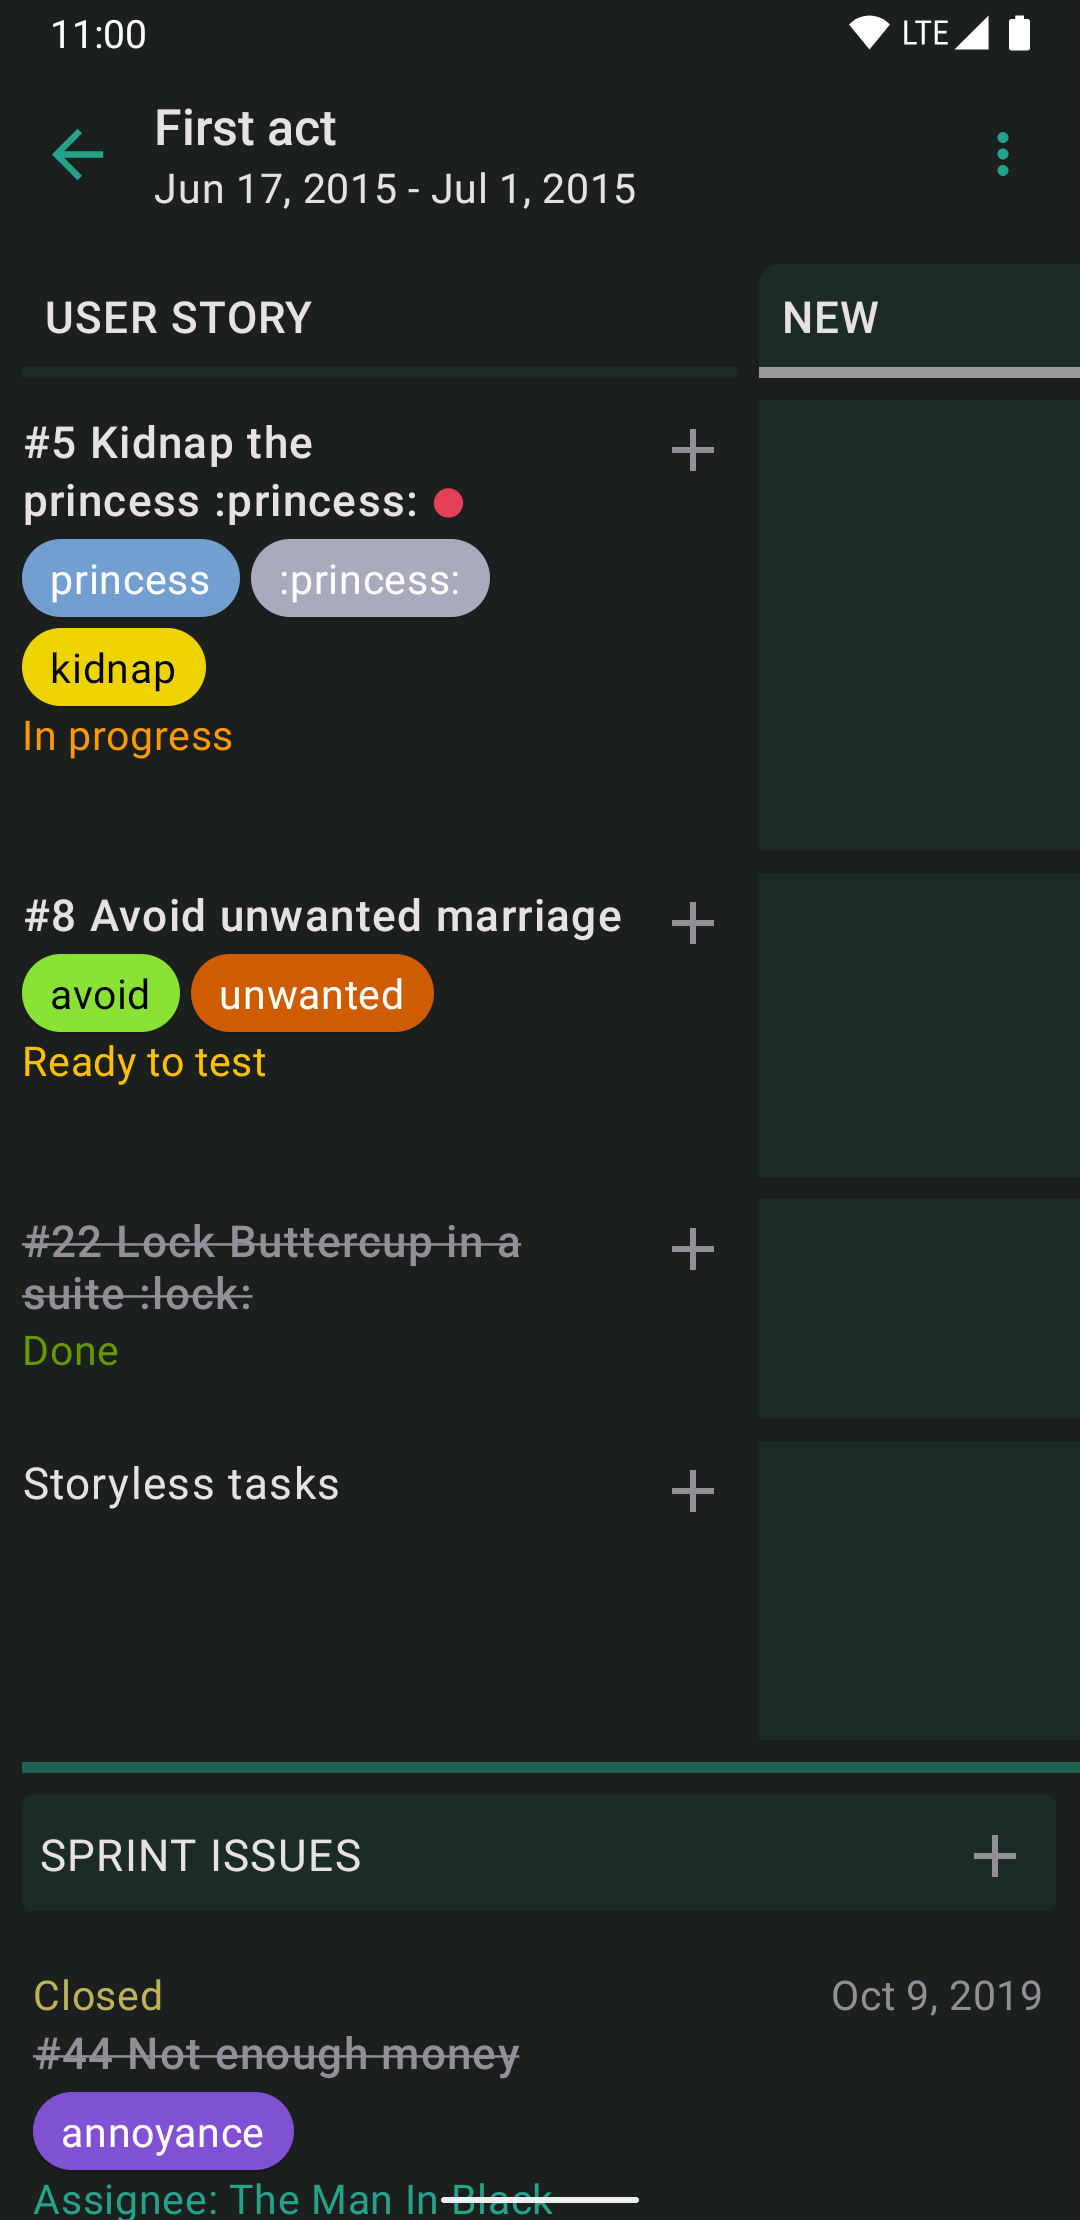 11:00
LTE
First act
Jun 17, 2015 - Jul 1, 2015
USER STORY
NEW
#5 Kidnap the
princess :princess:
princess
:princess:
kidnap
In progress
#8 Avoid unwanted marriage
avoid
unwanted
Ready to test
#22 Lock Buttercup in a
suite :lock:
Done
Storyless tasks
SPRINT ISSUES
Closed
Oct 9, 2019
#44 Not enough money
annoyance
Assignee: The Man In Black